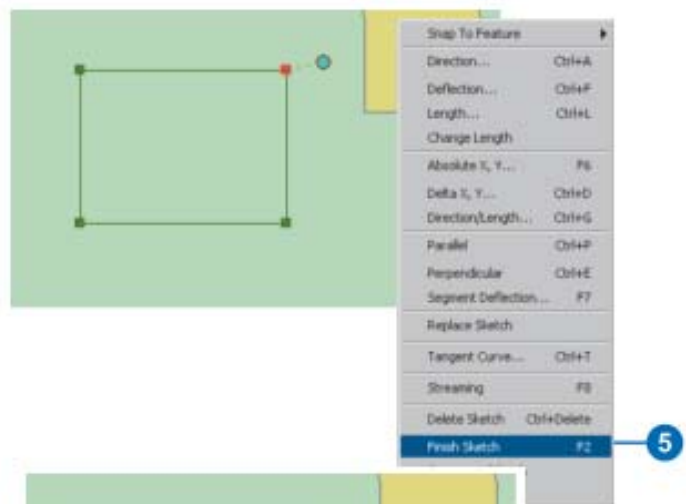 Snap To Feature
Direction... Ctrl+A
Deflection... Ctrl+F
Length... Ctrl+L
Change Length
Absolute X, Y... F6
Delta X, Y... Ctrl+D
Direction/Length... Ctrl+G
Parallel Ctrl+P
Perpendicular Ctrl+E
Segment Deflection... F7
Replace Sketch
Tangent Curve... Ctrl+T
Streaming F8
Delete Sketch Ctrl+Delete
Finish Sketch F2
5